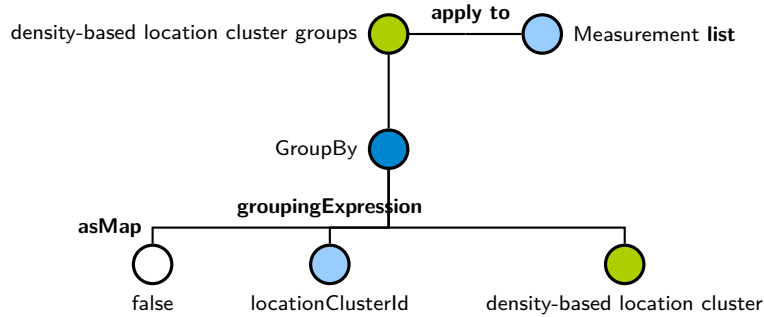 apply to
density-based location cluster groups
Measurement list
GroupBy
groupingExpression
asMap
false
locationClusterId
density-based location cluster